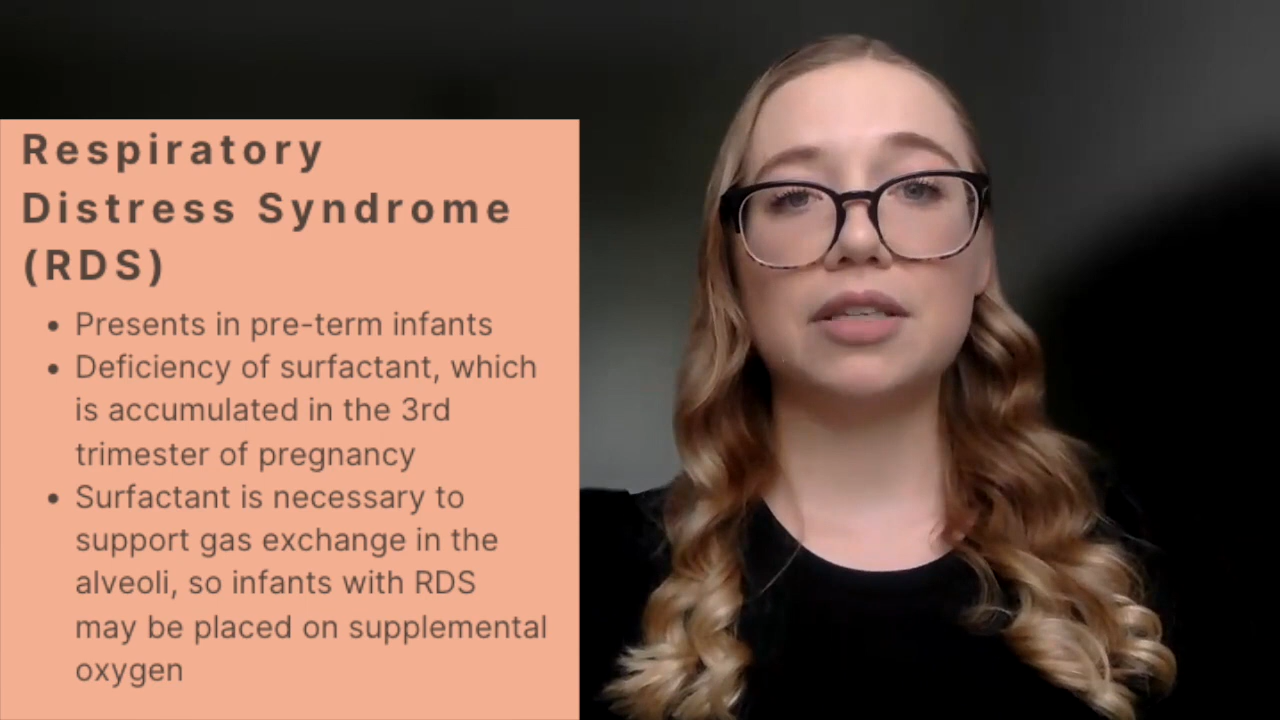 Respiratory
Distress Syndrome
(RDS)
• Presents in pre-term infants
• Deficiency of surfactant, which
is accumulated in the 3rd
trimester of pregnancy
• Surfactant is necessary to
support gas exchange in the
alveoli, so infants with RDS
may be placed on supplemental
oxygen